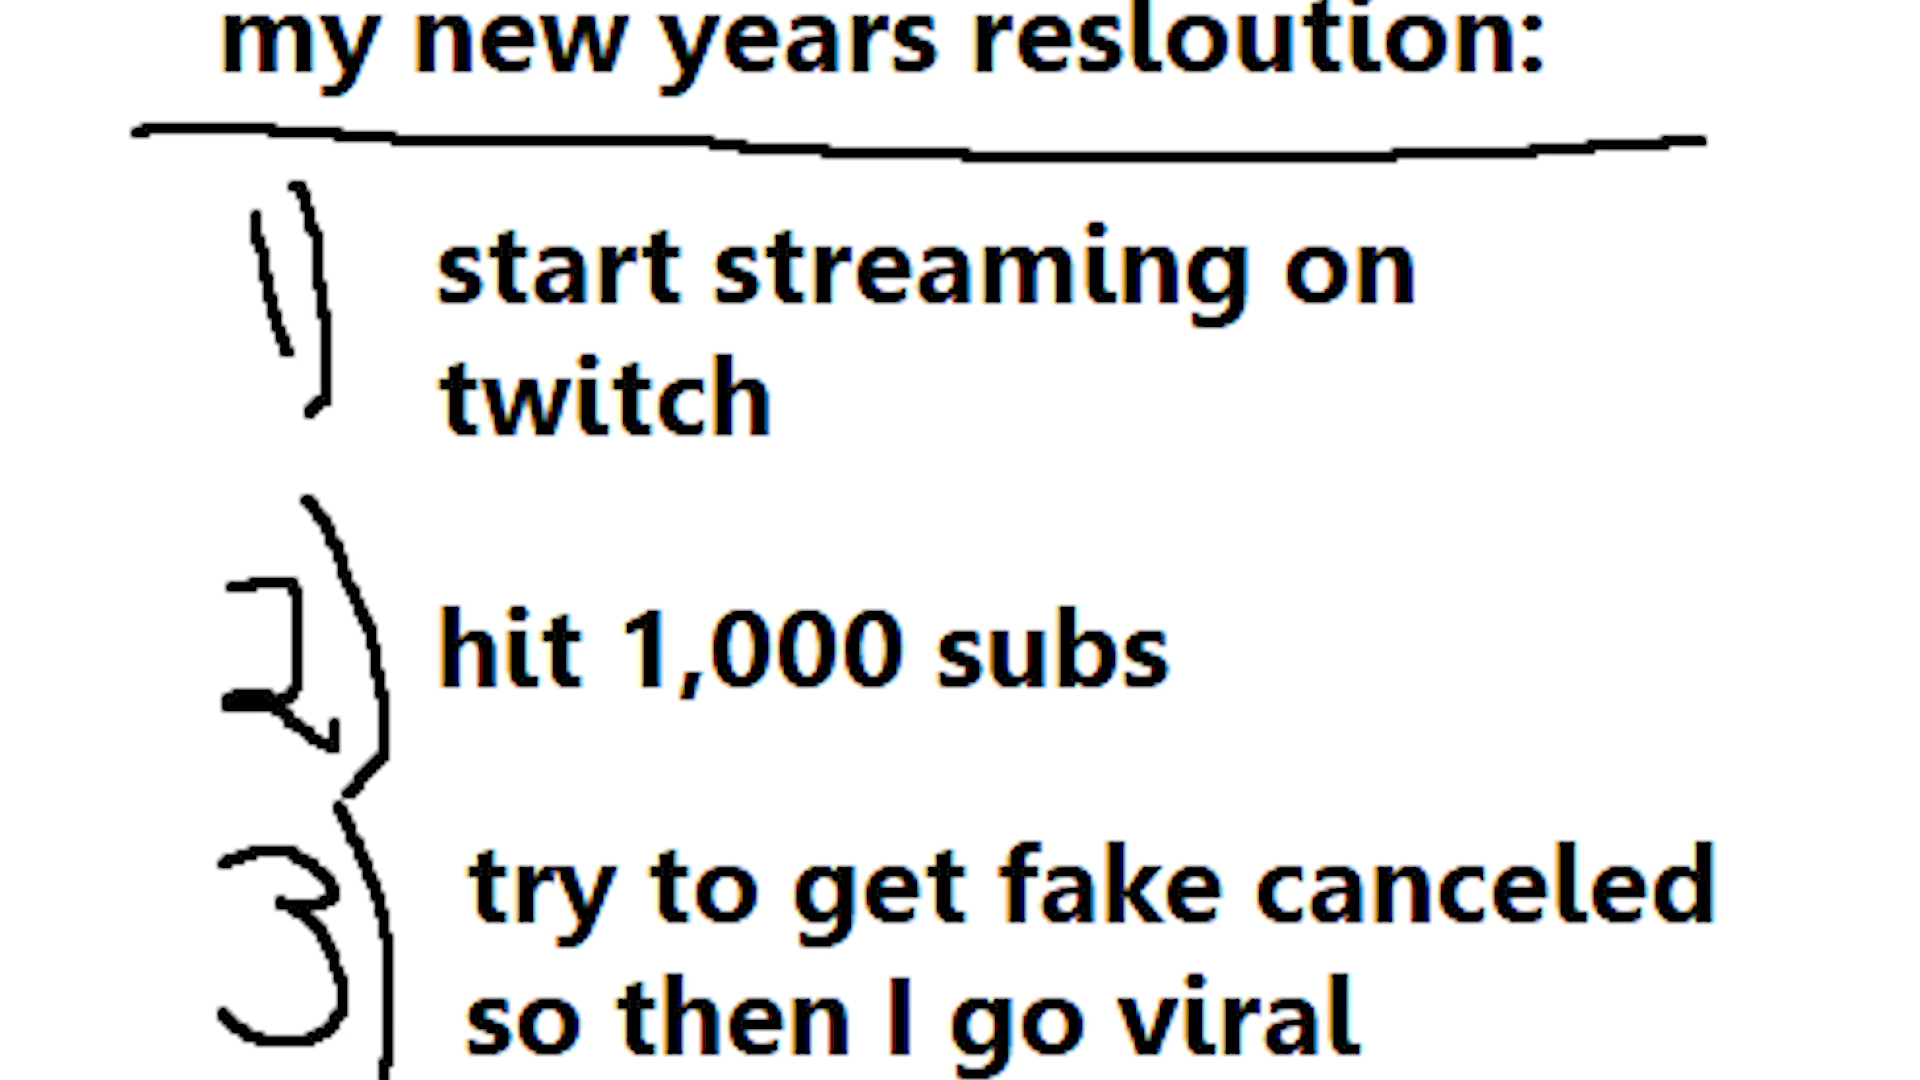 my new years resloution:
1) start streaming on
twitch
2) hit 1,000 subs
3) try to get fake canceled
so then I go viral